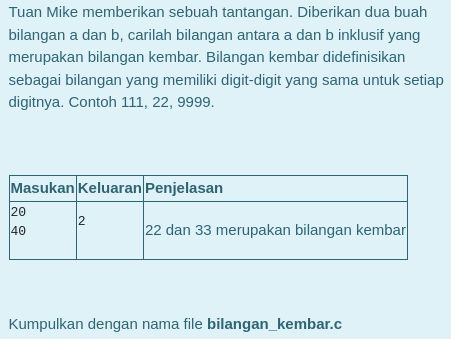 Tuan Mike memberikan sebuah tantangan. Diberikan dua buah
bilangan a dan b, carilah bilangan antara a dan b inklusif yang
merupakan bilangan kembar. Bilangan kembar didefinisikan
sebagai bilangan yang memiliki digit-digit yang sama untuk setiap
digitnya. Contoh 111, 22, 9999.
Masukan Keluaran Penjelasan
20
40
2
22 dan 33 merupakan bilangan kembar
Kumpulkan dengan nama file bilangan_kembar.c